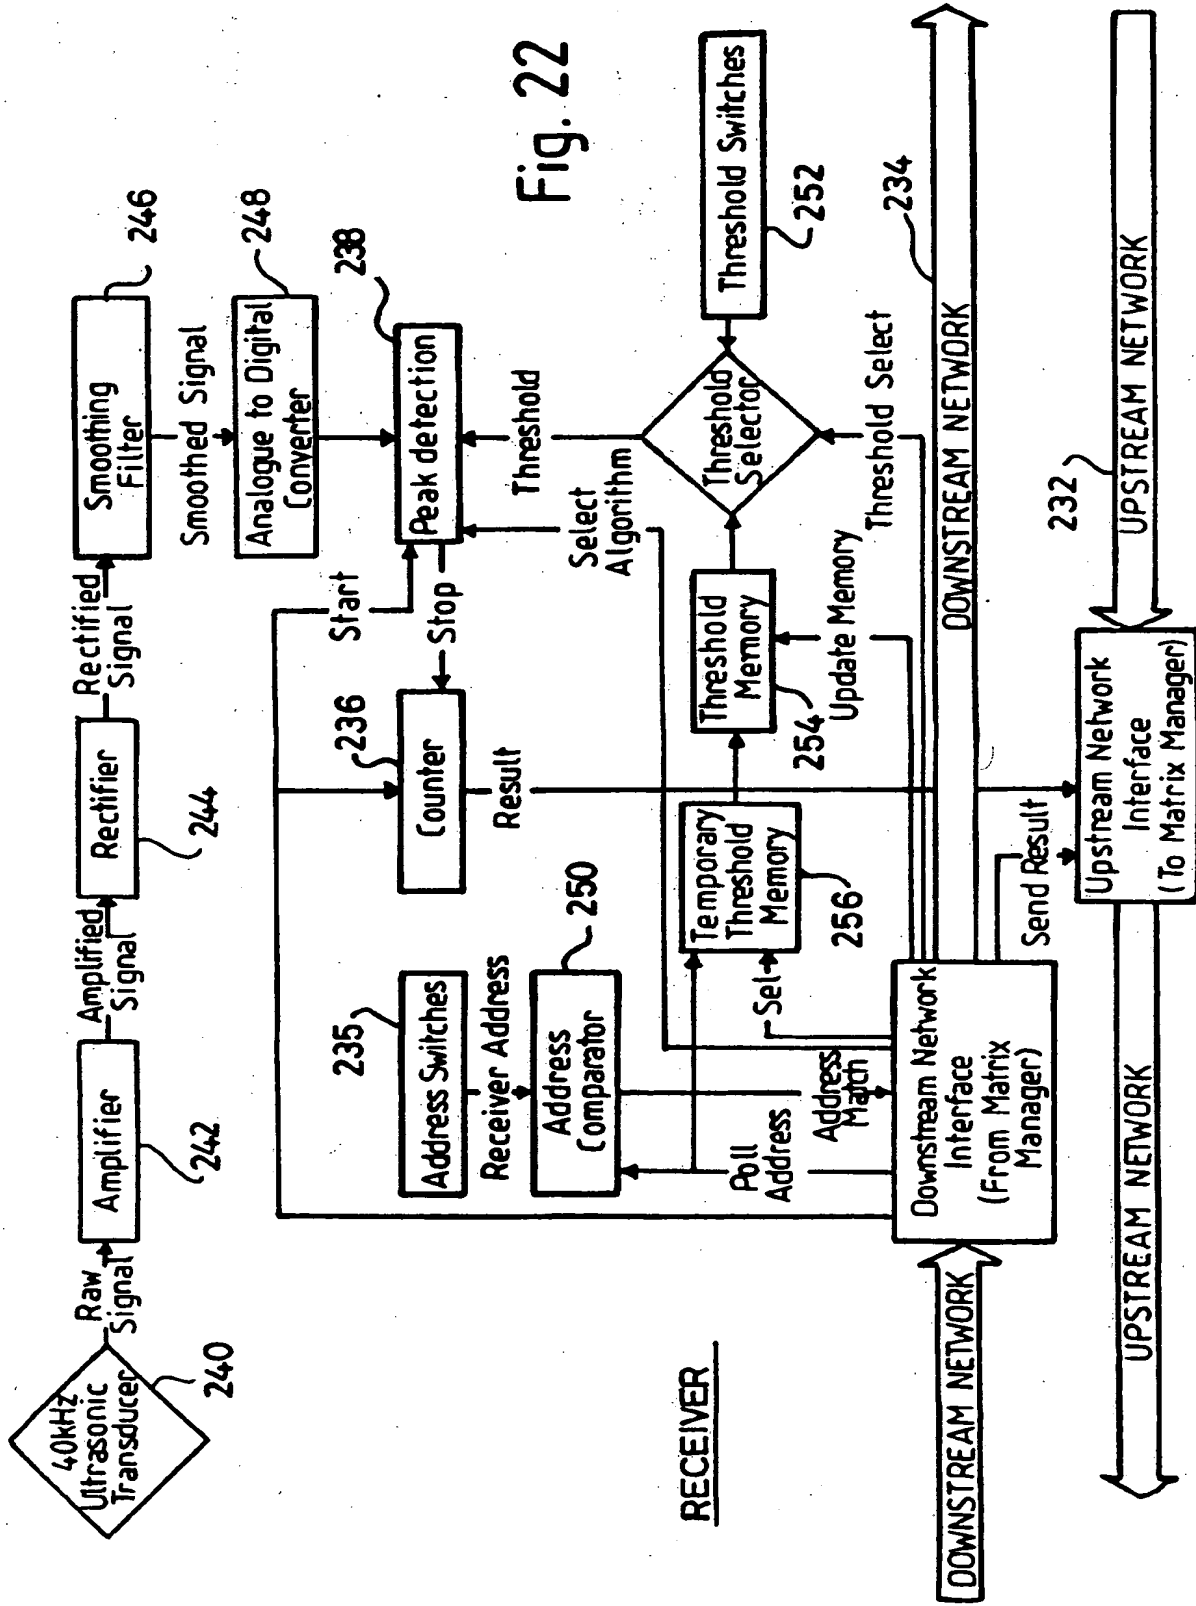 40kHz
Ultrasonic
Transducer
240
Raw
Signal
Amplifier
242
Amplified
Signal
Rectifier
244
Rectified
Signal
Smoothing
Filter
246
Smoothed Signal
Analogue to Digital
Converter
248
Start
Peak detection
238
Stop
Counter
236
Result
Address Switches
235
Receiver Address
Address
Comparator
250
Poll
Address
Address
Match
Select
Algorithm
Threshold
Fig. 22
Sel
Temporary
Threshold
Memory
256
Threshold
Memory
254
Update Memory
Threshold
Selector
Threshold Switches
252
Threshold Select
RECEIVER
DOWNSTREAM NETWORK
Downstream Network
Interface
(From Matrix
Manager)
DOWNSTREAM NETWORK
234
Send Result
UPSTREAM NETWORK
Upstream Network
Interface
(To Matrix Manager)
UPSTREAM NETWORK
232